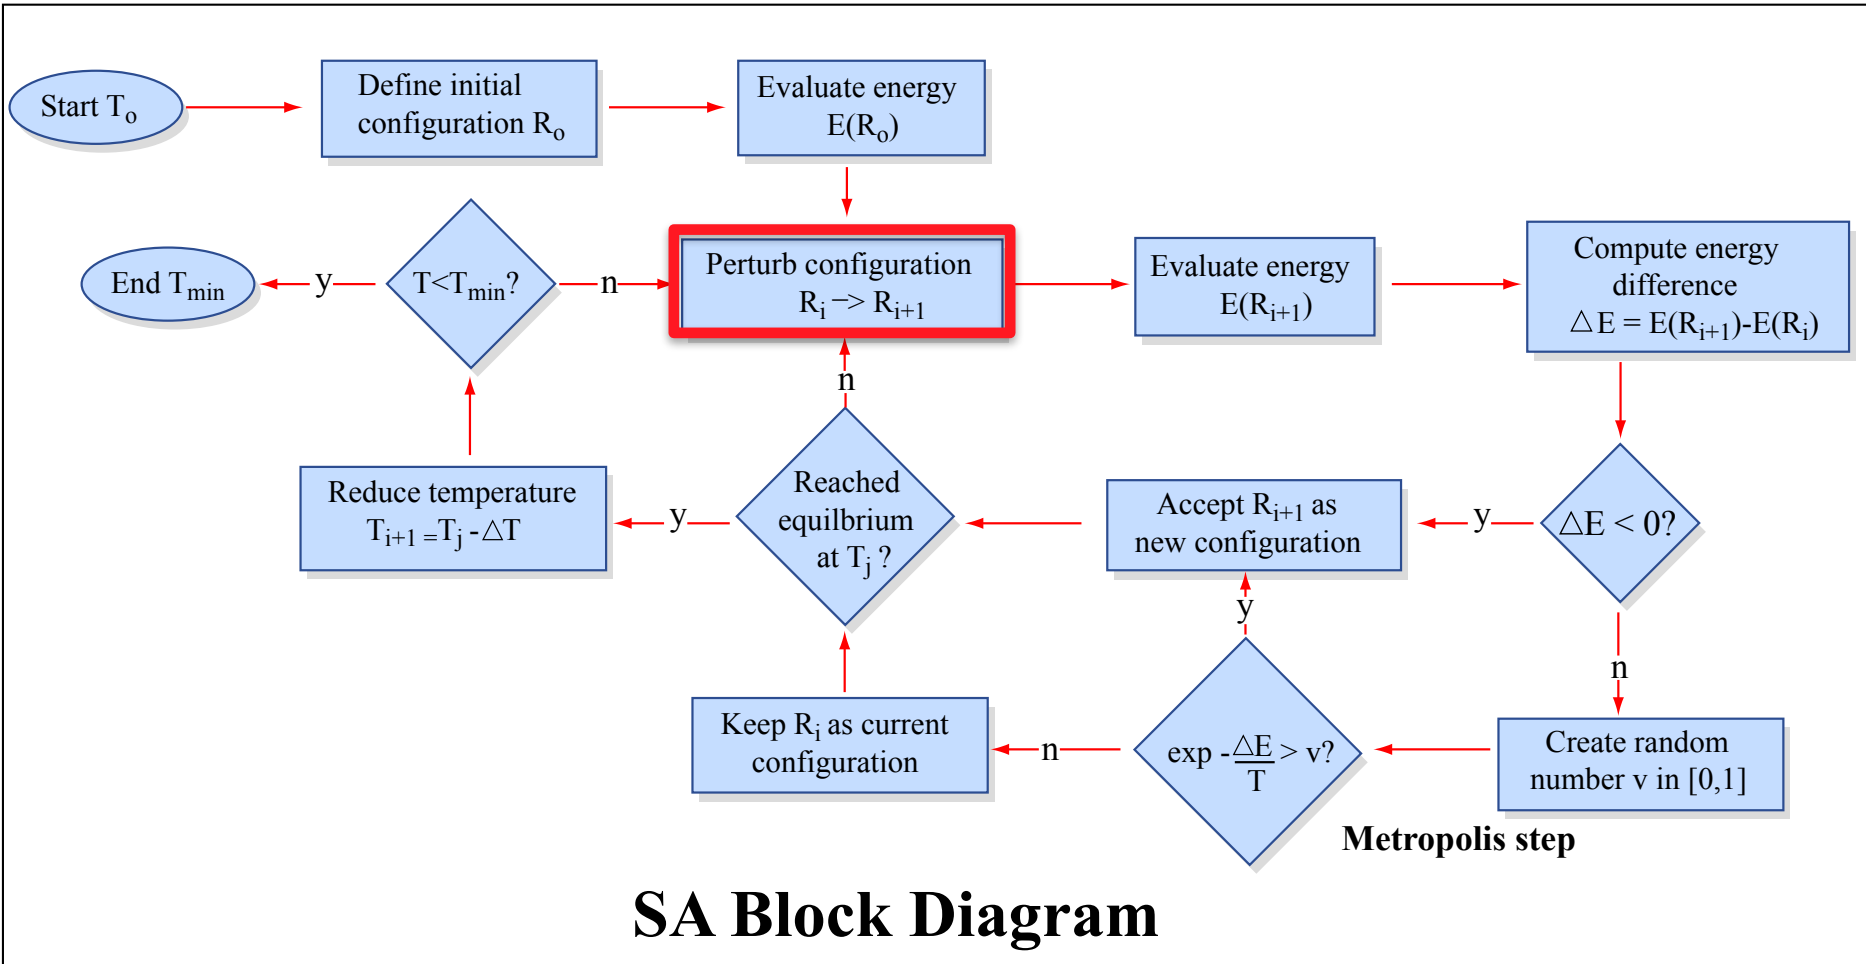 Start Tₒ
Define initial
configuration Rₒ
Evaluate energy
E(Rₒ)
End Tmin
y
T<Tmin?
n
Perturb configuration
Rᵢ −> Rᵢ₊₁
Evaluate energy
E(Rᵢ₊₁)
Compute energy
difference
△E = E(Rᵢ₊₁)-E(Rᵢ)
n
Reduce temperature
Tᵢ₊₁ = Tⱼ - △T
y
Reached
equilbrium
at Tⱼ ?
Accept Rᵢ₊₁ as
new configuration
y
△E < 0?
y
n
Keep Rᵢ as current
configuration
n
exp - △E/T > v?
Create random
number v in [0,1]
Metropolis step
SA Block Diagram